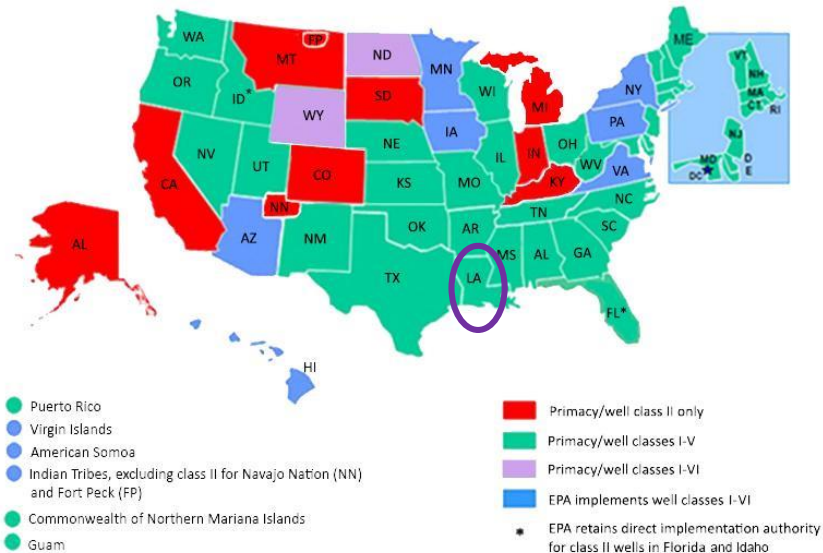 WA
ME
MT
FP
ND
MN
VT
NH
OR
ID*
WI
NY
MA
SD
MI
CT
RI
WY
PA
IA
NJ
NE
OH
IN
IL
MD
D
NV
WV
DC
E
UT
VA
CO
KY
CA
KS
MO
NC
NN
TN
OK
AR
SC
AZ
NM
AL
MS
AL
GA
TX
LA
FL*
HI
Puerto Rico
Virgin Islands
American Somoa
Indian Tribes, excluding class II for Navajo Nation (NN)
and Fort Peck (FP)
Commonwealth of Northern Mariana Islands
Guam
Primacy/well class II only
Primacy/well classes I-V
Primacy/well classes I-VI
EPA implements well classes I-VI
* EPA retains direct implementation authority
for class II wells in Florida and Idaho